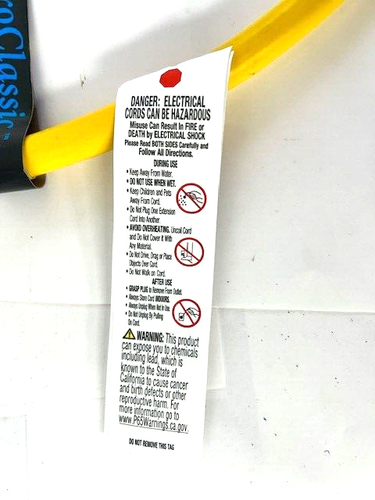 roClassic
DANGER: ELECTRICAL
CORDS CAN BE HAZARDOUS
Misuse Can Result In FIRE or
DEATH by ELECTRICAL SHOCK
Please Read BOTH SIDES Carefully and
Follow All Directions.
DURING USE
• Keep Away From Water.
• DO NOT USE WHEN WET.
• Keep Children and Pets
Away From Cord.
• Do Not Plug One Extension
Cord Into Another.
• AVOID OVERHEATING. Uncoil Cord
and Do Not Cover It With
Any Material.
• Do Not Drive, Drag or Place
Objects Over Cord.
• Do Not Walk on Cord.
AFTER USE
• GRASP PLUG to Remove From Outlet.
• Always Store Cord INDOORS.
• Always Unplug When Not In Use.
• Do Not Unplug By Pulling
On Cord.
WARNING: This product
can expose you to chemicals
including lead, which is
known to the State of
California to cause cancer
and birth defects or other
reproductive harm. For
more information go to
www.P65Warnings.ca.gov.
DO NOT REMOVE THIS TAG